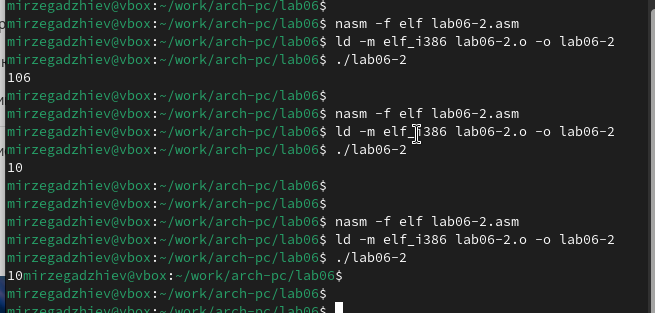 mirzegadzhiev@vbox:~/work/arch-pc/lab06$
mirzegadzhiev@vbox:~/work/arch-pc/lab06$ nasm -f elf lab06-2.asm
mirzegadzhiev@vbox:~/work/arch-pc/lab06$ ld -m elf_i386 lab06-2.o -o lab06-2
mirzegadzhiev@vbox:~/work/arch-pc/lab06$ ./lab06-2
106
mirzegadzhiev@vbox:~/work/arch-pc/lab06$
mirzegadzhiev@vbox:~/work/arch-pc/lab06$ nasm -f elf lab06-2.asm
mirzegadzhiev@vbox:~/work/arch-pc/lab06$ ld -m elf_i386 lab06-2.o -o lab06-2
mirzegadzhiev@vbox:~/work/arch-pc/lab06$ ./lab06-2
10
mirzegadzhiev@vbox:~/work/arch-pc/lab06$
mirzegadzhiev@vbox:~/work/arch-pc/lab06$
mirzegadzhiev@vbox:~/work/arch-pc/lab06$ nasm -f elf lab06-2.asm
mirzegadzhiev@vbox:~/work/arch-pc/lab06$ ld -m elf_i386 lab06-2.o -o lab06-2
mirzegadzhiev@vbox:~/work/arch-pc/lab06$ ./lab06-2
10mirzegadzhiev@vbox:~/work/arch-pc/lab06$
mirzegadzhiev@vbox:~/work/arch-pc/lab06$
mirzegadzhiev@vbox:~/work/arch-pc/lab06$